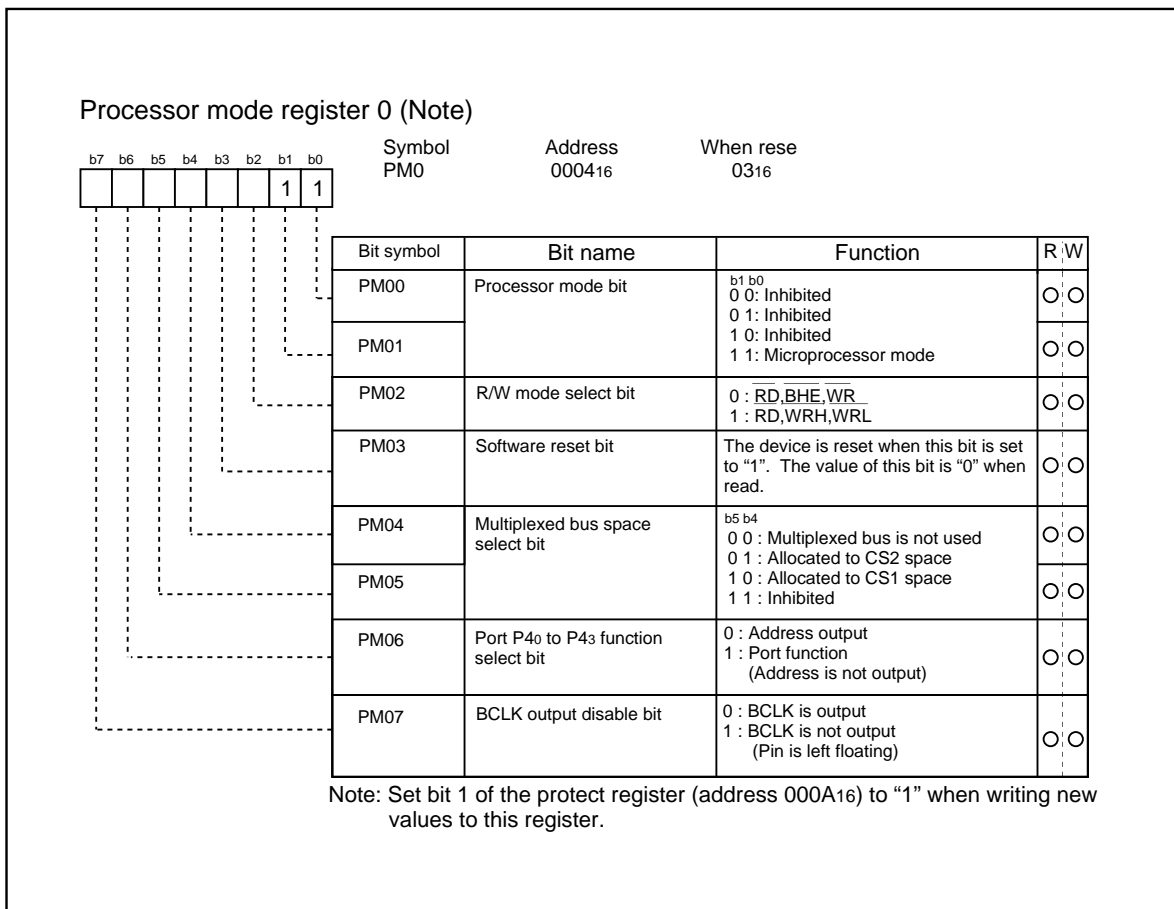 Processor mode register 0 (Note)
Symbol Address When rese
PM0 000416 0316
b7 b6 b5 b4 b3 b2 b1 b0
1 1
Bit symbol Bit name Function R W
PM00 Processor mode bit b1 b0
0 0: Inhibited
0 1: Inhibited
1 0: Inhibited
PM01 1 1: Microprocessor mode
PM02 R/W mode select bit 0 : RD,BHE,WR
1 : RD,WRH,WRL
PM03 Software reset bit The device is reset when this bit is set
to “1”. The value of this bit is “0” when
read.
PM04 Multiplexed bus space b5 b4
select bit 0 0 : Multiplexed bus is not used
0 1 : Allocated to CS2 space
PM05 1 0 : Allocated to CS1 space
1 1 : Inhibited
PM06 Port P40 to P43 function 0 : Address output
select bit 1 : Port function
(Address is not output)
PM07 BCLK output disable bit 0 : BCLK is output
1 : BCLK is not output
(Pin is left floating)
Note: Set bit 1 of the protect register (address 000A16) to “1” when writing new
values to this register.